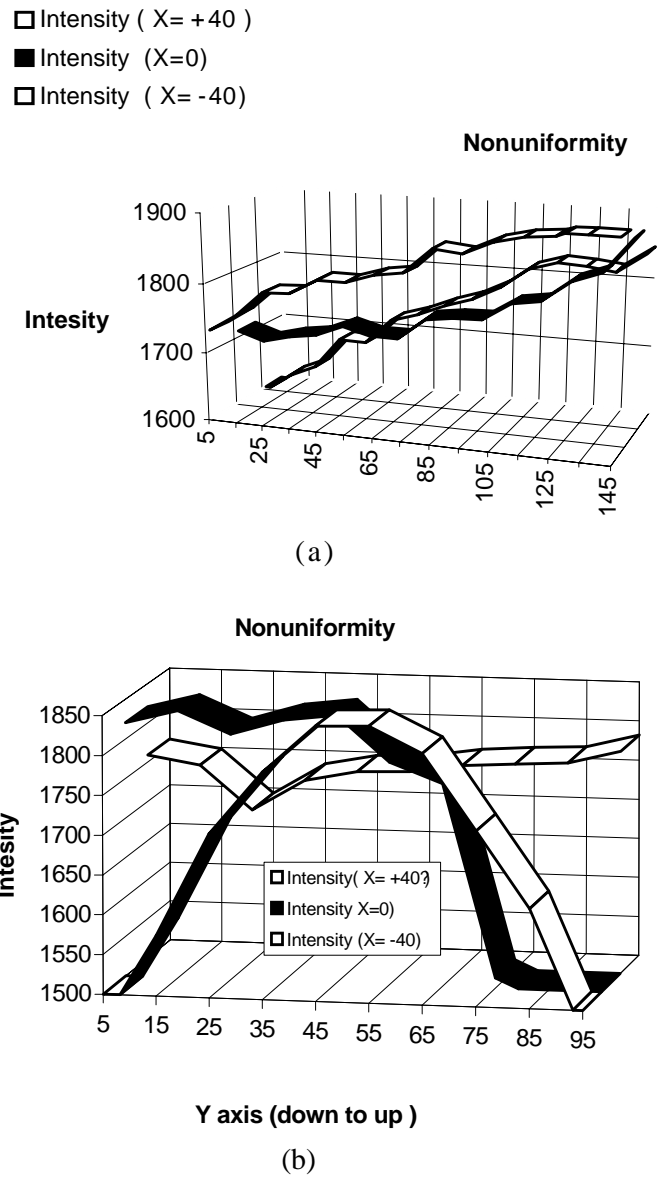 Intensity ( X= +40 )
Intensity (X=0)
Intensity ( X= -40)
Nonuniformity
1900
1800
Intesity
1700
1600
5 25 45 65 85 105 125 145
(a)
Nonuniformity
1850
1800
1750
1700
Intesity
1650
1600
1550
1500
Intensity( X= +40?
Intensity X=0)
Intensity (X= -40)
5 15 25 35 45 55 65 75 85 95
Y axis (down to up )
(b)